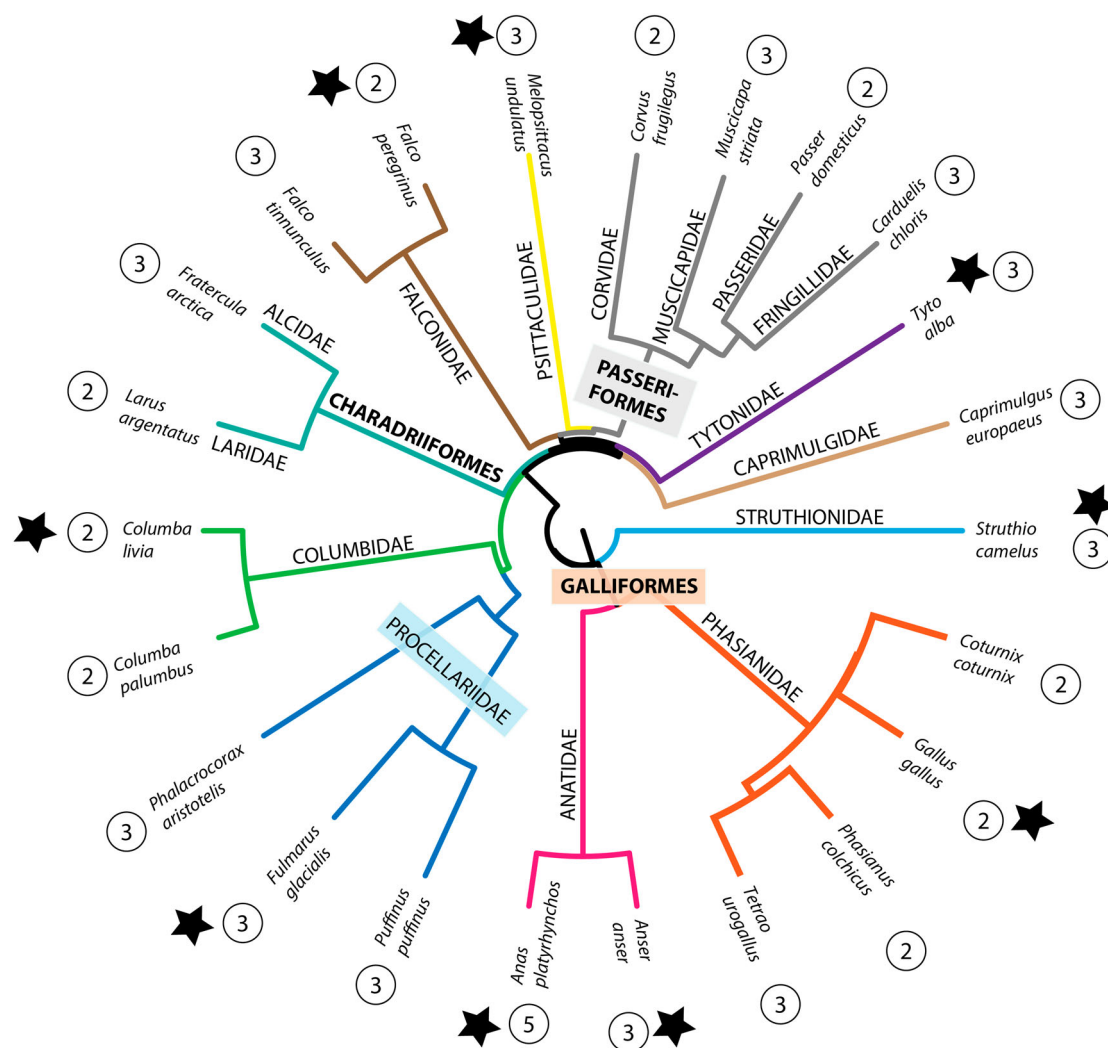 3
Melopsittacus
undulatus
2
Corvus
frugilegus
3
Muscicapa
striata
2
Passer
domesticus
3
Carduelis
chloris
3
Tyto
alba
3
Caprimulgus
europaeus
Struthio
camelus
3
Coturnix
coturnix
2
Gallus
gallus
2
Phasianus
colchicus
2
Tetrao
urogallus
3
Anser
anser
3
Anas
platyrhynchos
5
Puffinus
puffinus
3
Fulmarus
glacialis
3
Phalacrocorax
aristotelis
3
Columba
palumbus
2
Columba
livia
2
Larus
argentatus
2
Fratercula
arctica
3
Falco
tinnunculus
3
Falco
peregrinus
2
PSITTACULIDAE
CORVIDAE
MUSCICAPIDAE
PASSERIDAE
FRINGILLIDAE
PASSERI-
FORMES
TYTONIDAE
CAPRIMULGIDAE
STRUTHIONIDAE
GALLIFORMES
PHASIANIDAE
ANATIDAE
PROCELLARIIDAE
COLUMBIDAE
CHARADRIIFORMES
LARIDAE
ALCIDAE
FALCONIDAE